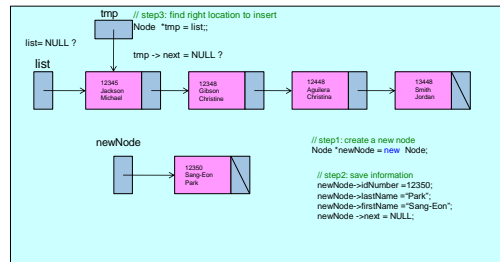 tmp
// step3: find right location to insert
Node *tmp = list;;
list= NULL ?
tmp -> next = NULL ?
list
12345
Jackson
Michael
12348
Gibson
Christine
12448
Aguilera
Christina
13448
Smith
Jordan
newNode
12350
Sang-Eon
Park
// step1: create a new node
Node *newNode = new Node;
// step2: save information
newNode->idNumber =12350;
newNode->lastName ="Park";
newNode->firstName ="Sang-Eon";
newNode ->next = NULL;